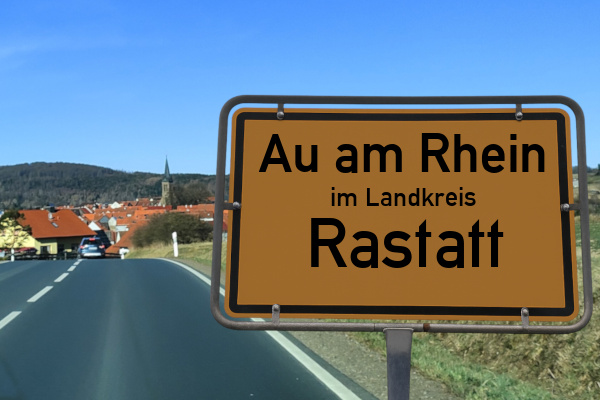 Au am Rhein
im Landkreis
Rastatt